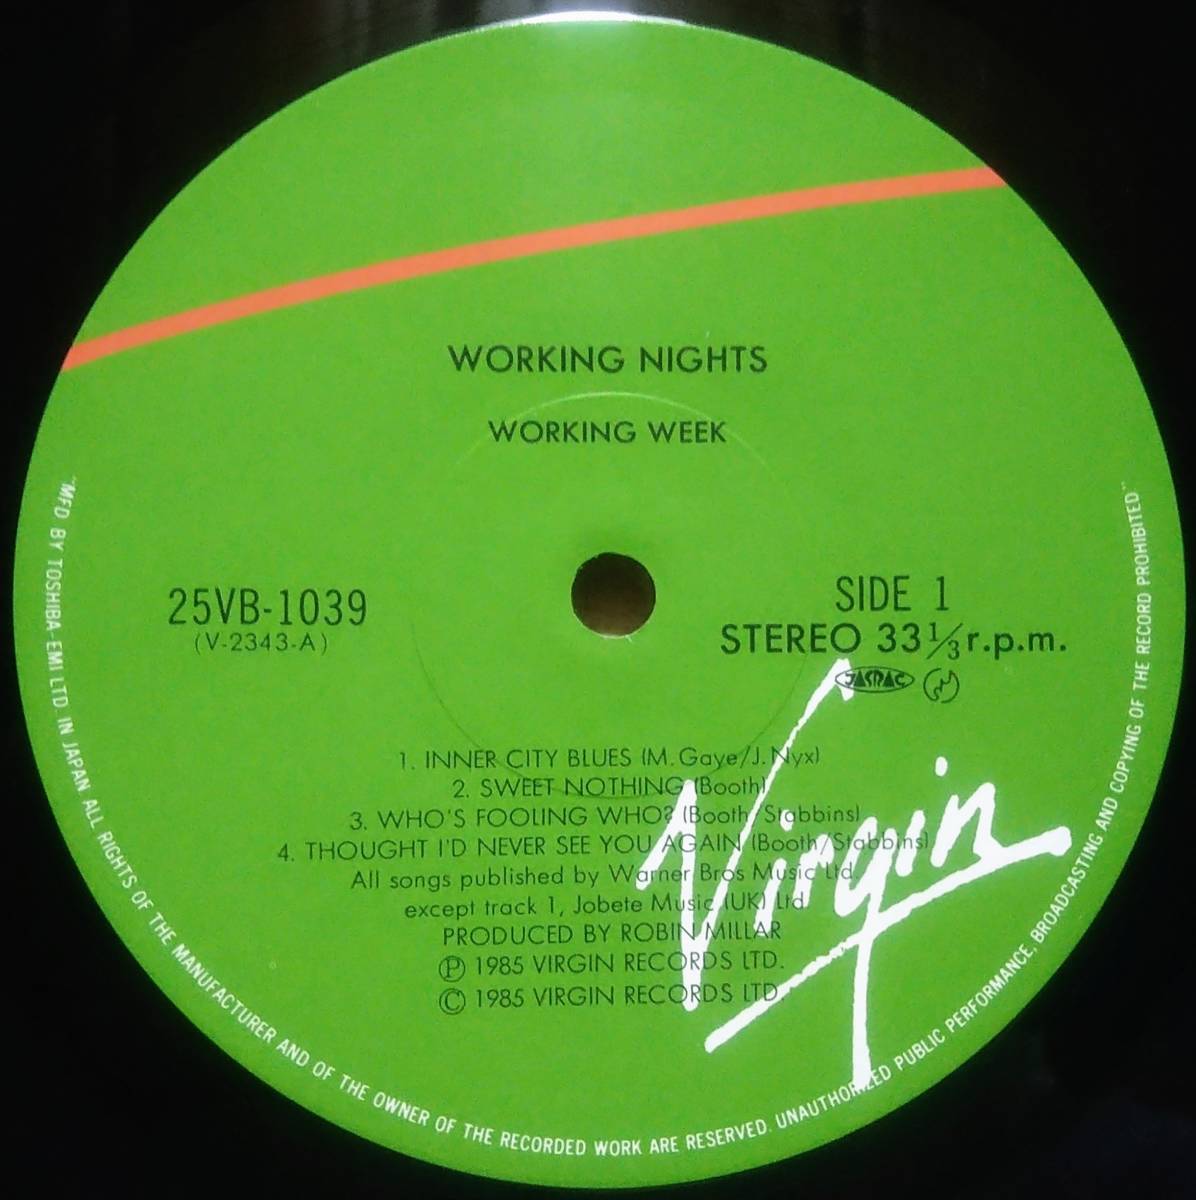 WORKING NIGHTS
WORKING WEEK
25VB-1039
(V-2343-A)
SIDE 1
STEREO 33 1/3 r.p.m.
JASRAC
1. INNER CITY BLUES (M. Gaye/J. Nyx)
2. SWEET NOTHING (Booth)
3. WHO'S FOOLING WHO? (Booth/Stabbins)
4. THOUGHT I'D NEVER SEE YOU AGAIN (Booth/Stabbins)
All songs published by Warner Bros Music Ltd.
except track 1, Jobete Music (UK) Ltd.
PRODUCED BY ROBIN MILLAR
Ⓟ 1985 VIRGIN RECORDS LTD.
© 1985 VIRGIN RECORDS LTD.
Virgin
"MFD BY TOSHIBA-EMI LTD IN JAPAN ALL RIGHTS OF THE MANUFACTURER AND OF THE OWNER OF THE RECORDED WORK ARE RESERVED. UNAUTHORIZED PUBLIC PERFORMANCE, BROADCASTING AND COPYING OF THE RECORD PROHIBITED"